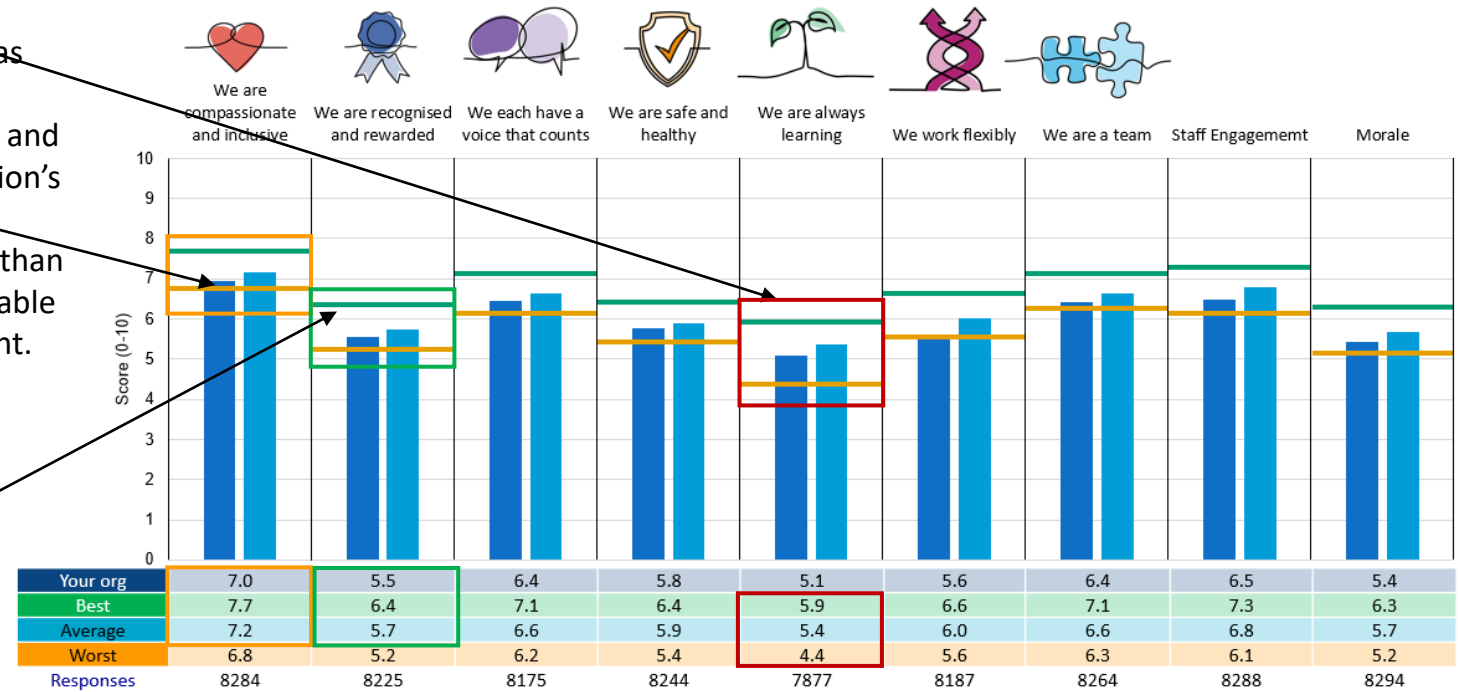 as
and
ion's
than
able
nt.
We are
compassionate
and inclusive
We are recognised
and rewarded
We each have a
voice that counts
We are safe and
healthy
We are always
learning
We work flexibly
We are a team
Staff Engagememt
Morale
Score (0-10)
10
9
8
7
6
5
4
3
2
1
0
Your org 7.0 5.5 6.4 5.8 5.1 5.6 6.4 6.5 5.4
Best 7.7 6.4 7.1 6.4 5.9 6.6 7.1 7.3 6.3
Average 7.2 5.7 6.6 5.9 5.4 6.0 6.6 6.8 5.7
Worst 6.8 5.2 6.2 5.4 4.4 5.6 6.3 6.1 5.2
Responses 8284 8225 8175 8244 7877 8187 8264 8288 8294